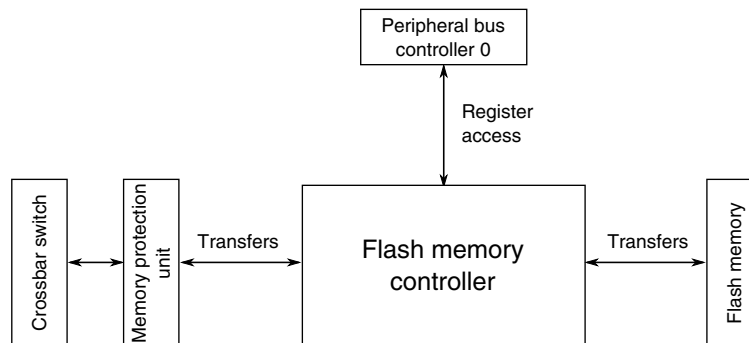 Peripheral bus
controller 0
Register
access
Crossbar switch
Memory protection
unit
Transfers
Flash memory
controller
Transfers
Flash memory